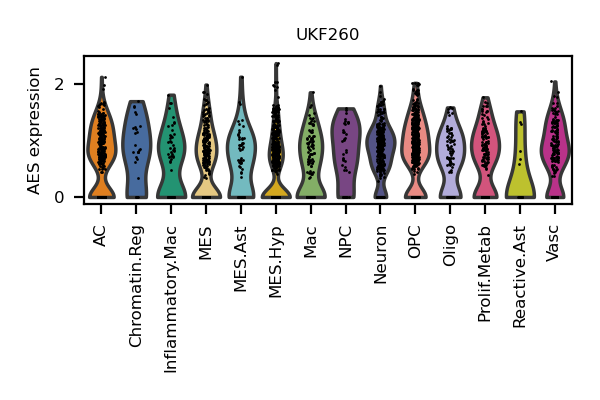 UKF260
AES expression
2
0
AC
Chromatin.Reg
Inflammatory.Mac
MES
MES.Ast
MES.Hyp
Mac
NPC
Neuron
OPC
Oligo
Prolif.Metab
Reactive.Ast
Vasc